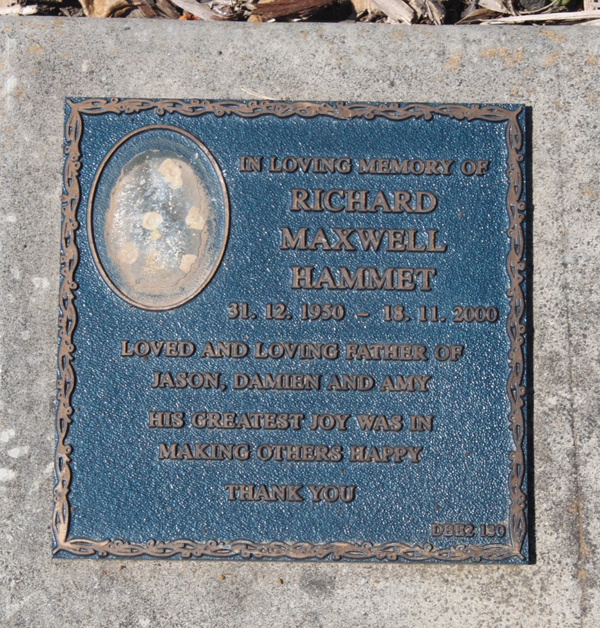 IN LOVING MEMORY OF
RICHARD
MAXWELL
HAMMET
31. 12. 1950 – 18. 11. 2000
LOVED AND LOVING FATHER OF
JASON, DAMIEN AND AMY
HIS GREATEST JOY WAS IN
MAKING OTHERS HAPPY
THANK YOU